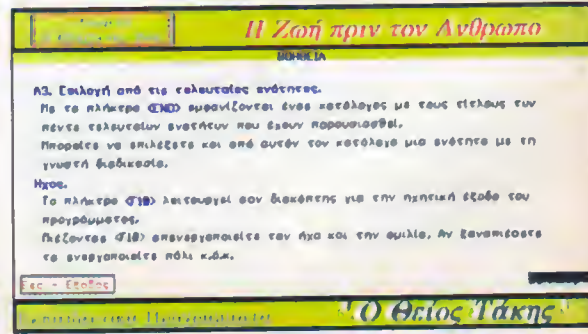 Η Ζωή πριν τον Ανθρωπο
ΒΟΗΘΕΙΑ
Α3. Επιλογή από τις τελευταίες ενότητες.
Με το πλήκτρο <END> εμφανίζονται ένας κατάλογος με τους τίτλους των
πέντε τελευταίων ενοτήτων που έχουν παρουσιασθεί.
Μπορείτε να επιλέξετε και από αυτόν τον κατάλογο μια ενότητα με τη
γνωστή διαδικασία.
Ηχος.
Το πλήκτρο <F10> λειτουργεί σαν διακόπτης για την ηχητική έξοδο του
προγράμματος.
Πιέζοντας <F10> απενεργοποιείτε τον ήχο και την ομιλία. Αν ξαναπιέσετε
το ενεργοποιείτε πάλι κ.ο.κ.
Esc - Εξοδος
Ο Θείος Τάκης